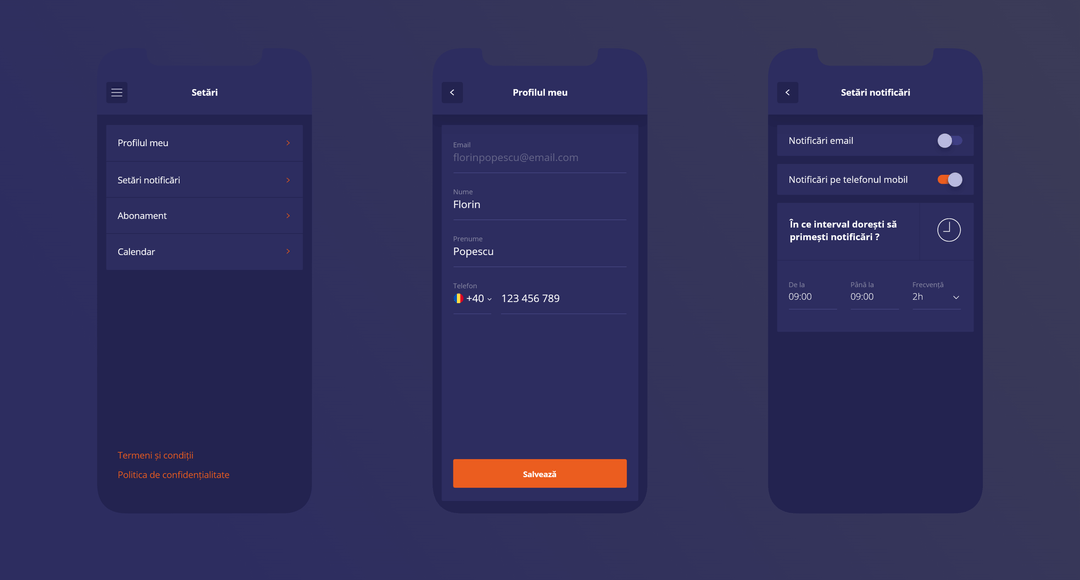 Setări
Profilul meu
Setări notificări
Abonament
Calendar
Termeni și condiții
Politica de confidențialitate
Profilul meu
Email
florinpopescu@email.com
Nume
Florin
Prenume
Popescu
Telefon
+40 123 456 789
Salvează
Setări notificări
Notificări email
Notificări pe telefonul mobil
În ce interval dorești să
primești notificări ?
De la Până la Frecvență
09:00 09:00 2h